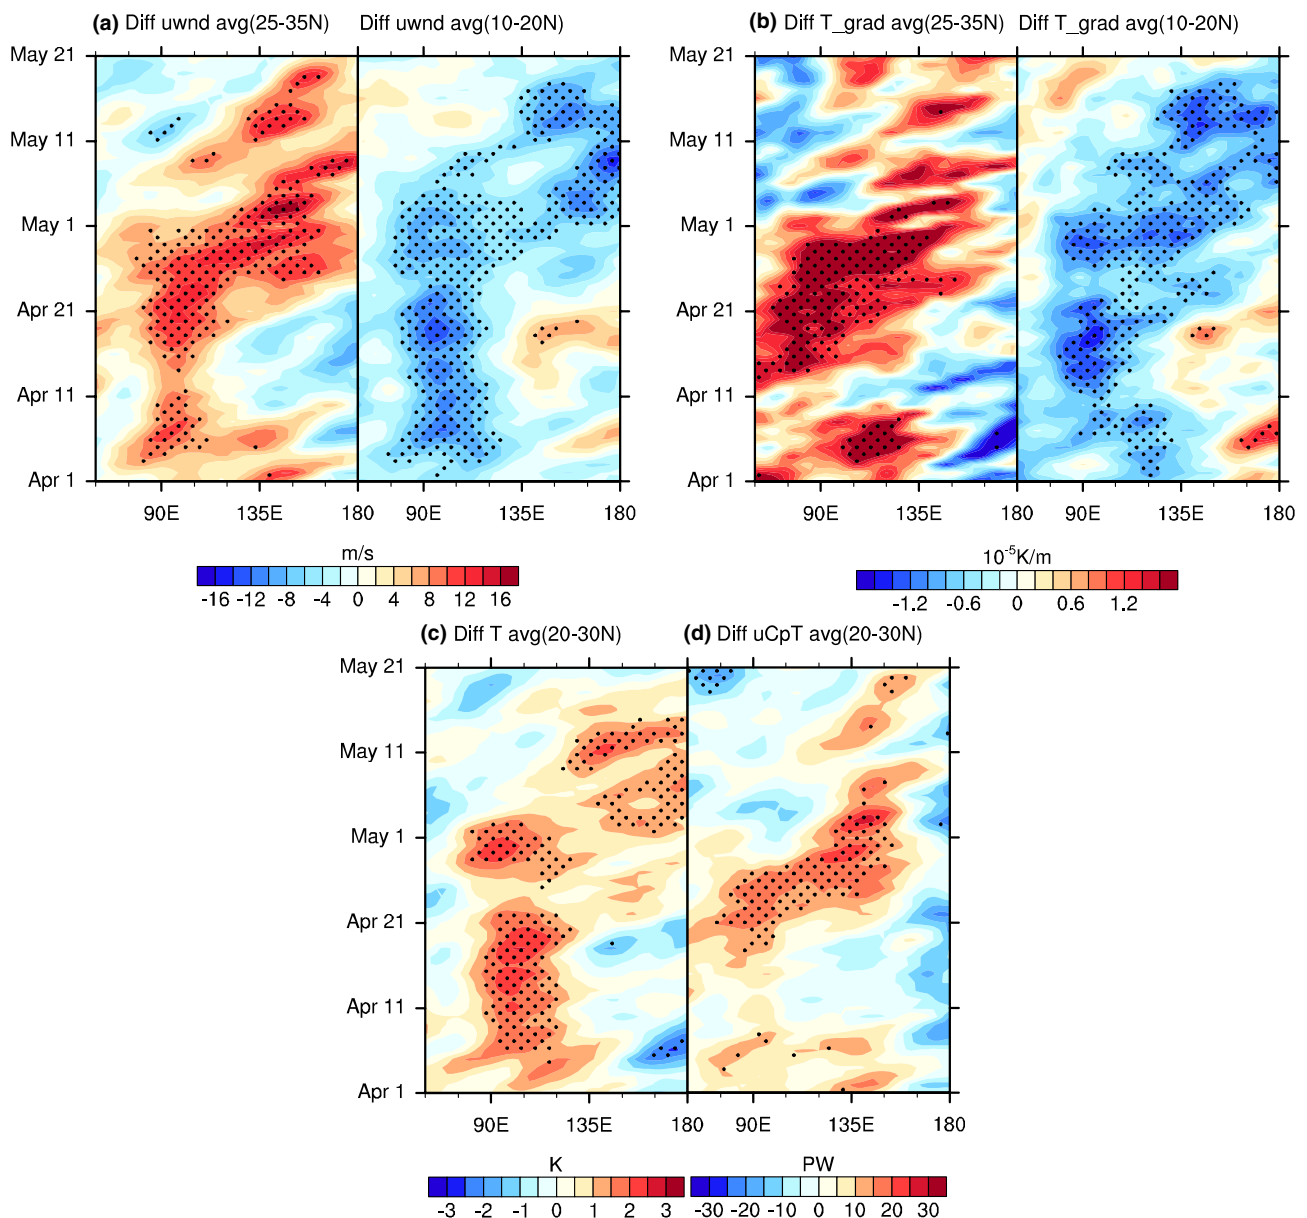 (a) Diff uwnd avg(25-35N) Diff uwnd avg(10-20N)
(b) Diff T_grad avg(25-35N) Diff T_grad avg(10-20N)
May 21
May 11
May 1
Apr 21
Apr 11
Apr 1
90E 135E 180 90E 135E 180
m/s
-16 -12 -8 -4 0 4 8 12 16
May 21
May 11
May 1
Apr 21
Apr 11
Apr 1
90E 135E 180 90E 135E 180
10⁻⁵K/m
-1.2 -0.6 0 0.6 1.2
(c) Diff T avg(20-30N) (d) Diff uCpT avg(20-30N)
May 21
May 11
May 1
Apr 21
Apr 11
Apr 1
90E 135E 180 90E 135E 180
K
-3 -2 -1 0 1 2 3
PW
-30 -20 -10 0 10 20 30